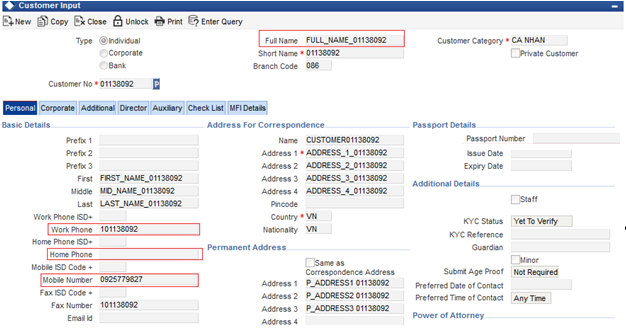 Customer Input
New Copy Close Unlock Print Enter Query
Type Individual
Corporate
Bank
Full Name FULL_NAME_01138092
Short Name * 01138092
Branch Code 086
Customer Category * CA NHAN
Private Customer
Customer No * 01138092 P
Personal Corporate Additional Director Auxiliary Check List MFI Details
Basic Details
Prefix 1
Prefix 2
Prefix 3
First FIRST_NAME_01138092
Middle MID_NAME_01138092
Last LAST_NAME_01138092
Work Phone ISD+
Work Phone 101138092
Home Phone ISD+
Home Phone
Mobile ISD Code +
Mobile Number 0925779827
Fax ISD Code +
Fax Number 101138092
Email Id
Address For Correspondence
Name CUSTOMER01138092
Address 1 * ADDRESS_1_01138092
Address 2 ADDRESS_2_01138092
Address 3 ADDRESS_3_01138092
Address 4 ADDRESS_4_01138092
Pincode
Country * VN
Nationality VN
Permanent Address
Same as
Correspondence Address
Address 1 P_ADDRESS1 01138092
Address 2 P_ADDRESS2 01138092
Address 3 P_ADDRESS3 01138092
Address 4
Passport Details
Passport Number
Issue Date
Expiry Date
Additional Details
Staff
KYC Status Yet To Verify
KYC Reference
Guardian
Minor
Submit Age Proof Not Required
Preferred Date of Contact
Preferred Time of Contact Any Time
Power of Attorney